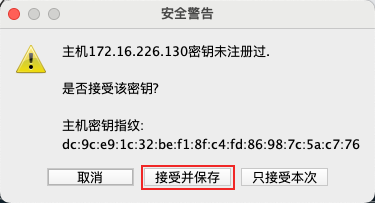 安全警告
主机172.16.226.130密钥未注册过.
是否接受该密钥?
主机密钥指纹:
dc:9c:e9:1c:32:be:f1:8f:c4:fd:86:98:7c:5a:c7:76
取消
接受并保存
只接受本次